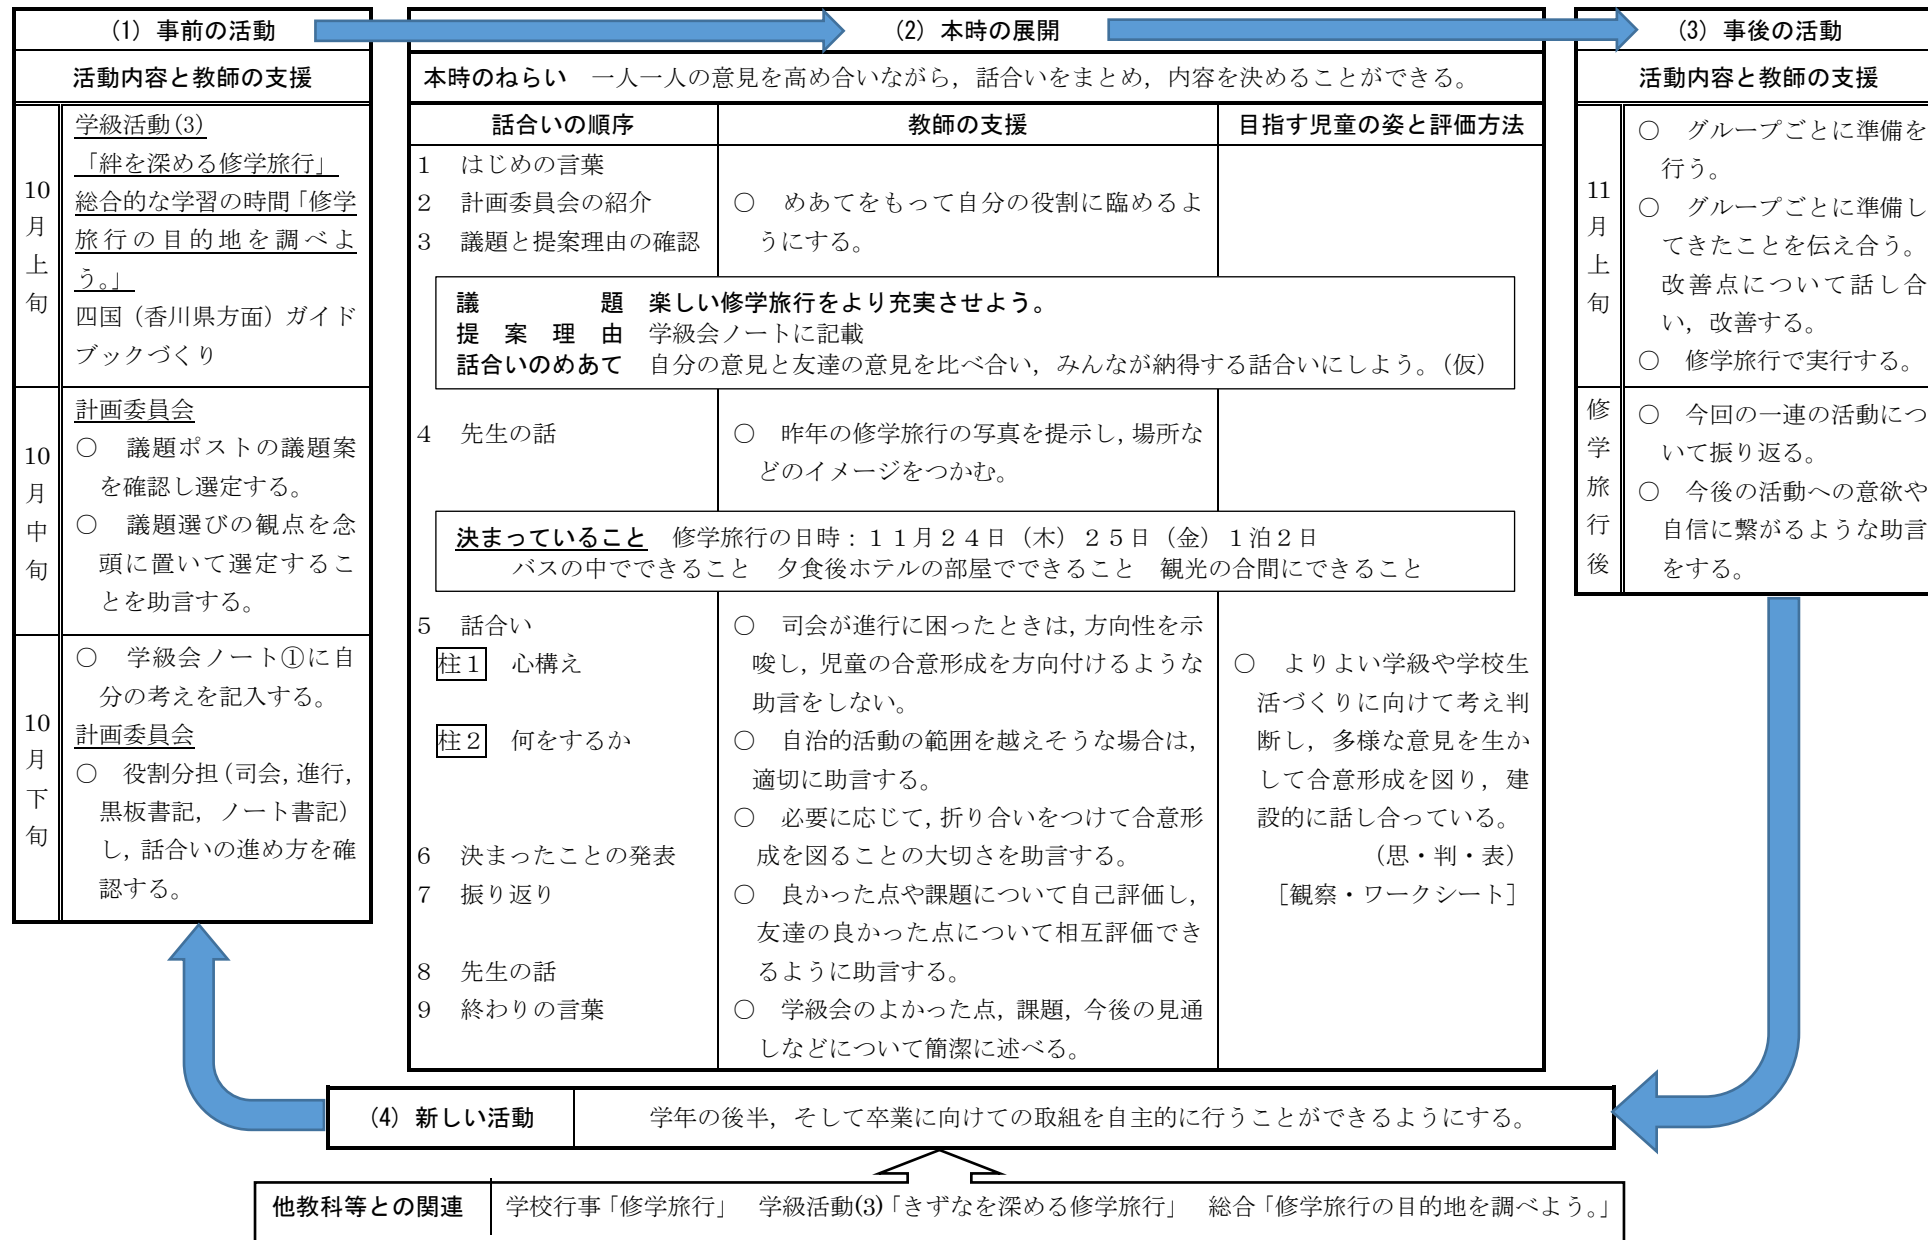 (1) 事前の活動
活動内容と教師の支援
10月上旬
学級活動(3)
「絆を深める修学旅行」
総合的な学習の時間「修学
旅行の目的地を調べよ
う。」
四国（香川県方面）ガイド
ブックづくり
10月中旬
計画委員会
○　議題ポストの議題案
を確認し選定する。
○　議題選びの観点を念
頭に置いて選定するこ
とを助言する。
10月下旬
○　学級会ノート①に自
分の考えを記入する。
計画委員会
○　役割分担（司会，進行，
黒板書記，ノート書記）
し，話合いの進め方を確
認する。
(2) 本時の展開
本時のねらい　一人一人の意見を高め合いながら，話合いをまとめ，内容を決めることができる。
話合いの順序　教師の支援　目指す児童の姿と評価方法
1　はじめの言葉
2　計画委員会の紹介
3　議題と提案理由の確認
○　めあてをもって自分の役割に臨めるよ
うにする。
議　　題　楽しい修学旅行をより充実させよう。
提案理由　学級会ノートに記載
話合いのめあて　自分の意見と友達の意見を比べ合い，みんなが納得する話合いにしよう。（仮）
4　先生の話
○　昨年の修学旅行の写真を提示し，場所な
どのイメージをつかむ。
決まっていること　修学旅行の日時：１１月２４日（木）２５日（金）１泊２日
バスの中でできること　夕食後ホテルの部屋でできること　観光の合間にできること
5　話合い
柱１　心構え
柱２　何をするか
6　決まったことの発表
7　振り返り
8　先生の話
9　終わりの言葉
○　司会が進行に困ったときは，方向性を示
唆し，児童の合意形成を方向付けるような
助言をしない。
○　自治的活動の範囲を越えそうな場合は，
適切に助言する。
○　必要に応じて，折り合いをつけて合意形
成を図ることの大切さを助言する。
○　良かった点や課題について自己評価し，
友達の良かった点について相互評価でき
るように助言する。
○　学級会のよかった点，課題，今後の見通
しなどについて簡潔に述べる。
○　よりよい学級や学校生
活づくりに向けて考え判
断し，多様な意見を生か
して合意形成を図り，建
設的に話し合っている。
（思・判・表）
［観察・ワークシート］
(3) 事後の活動
活動内容と教師の支援
11月上旬
○　グループごとに準備を
行う。
○　グループごとに準備し
てきたことを伝え合う。
改善点について話し合
い，改善する。
○　修学旅行で実行する。
修学旅行後
○　今回の一連の活動につ
いて振り返る。
○　今後の活動への意欲や
自信に繋がるような助言
をする。
(4) 新しい活動　学年の後半，そして卒業に向けての取組を自主的に行うことができるようにする。
他教科等との関連　学校行事「修学旅行」　学級活動(3)「きずなを深める修学旅行」　総合「修学旅行の目的地を調べよう。」